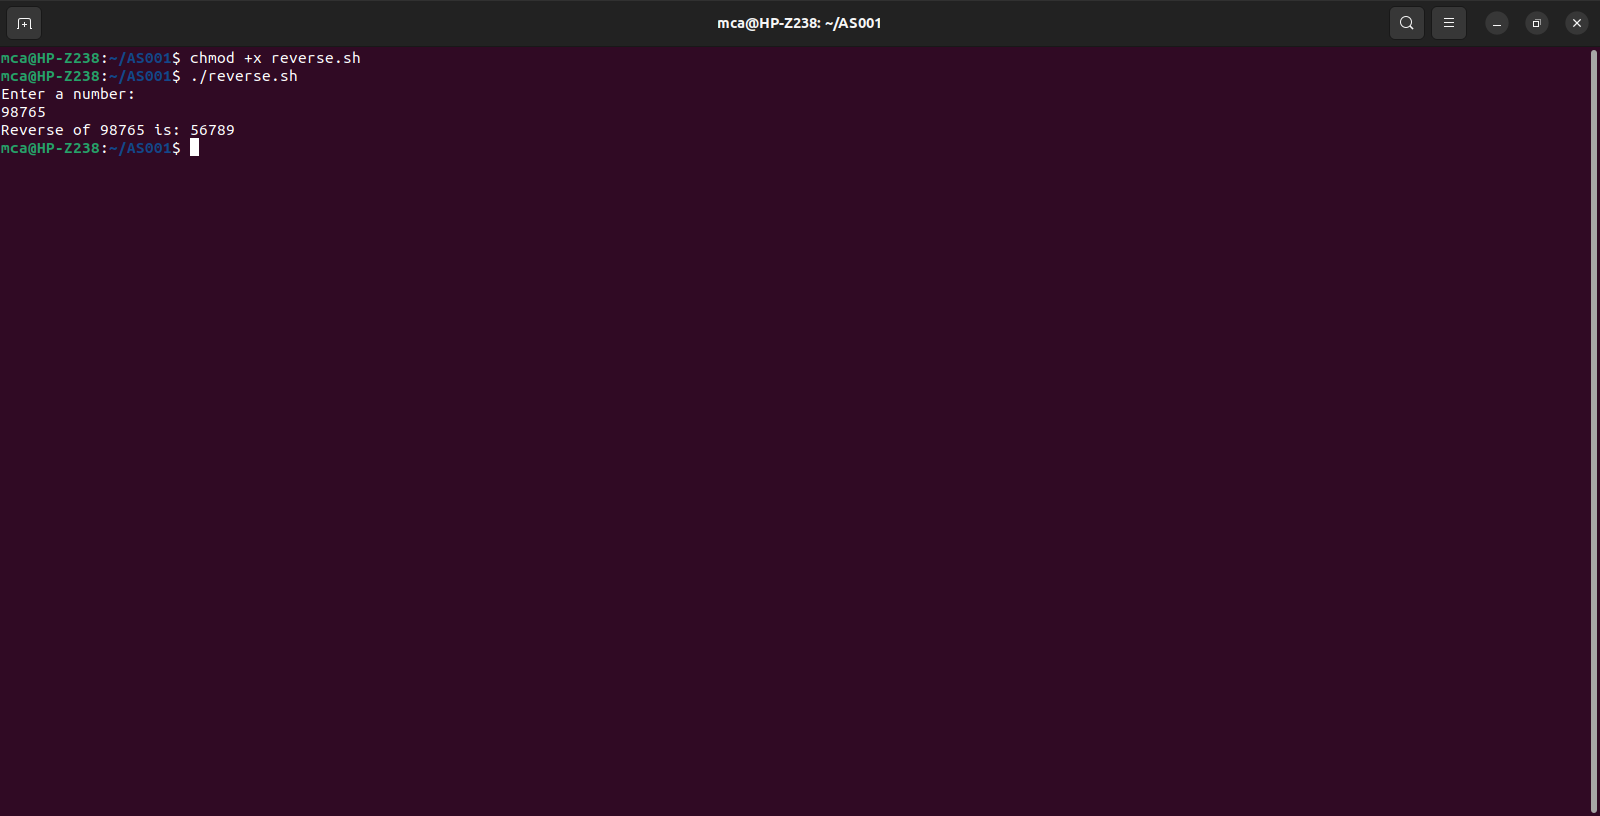 mca@HP-Z238: ~/AS001
mca@HP-Z238:~/AS001$ chmod +x reverse.sh
mca@HP-Z238:~/AS001$ ./reverse.sh
Enter a number:
98765
Reverse of 98765 is: 56789
mca@HP-Z238:~/AS001$